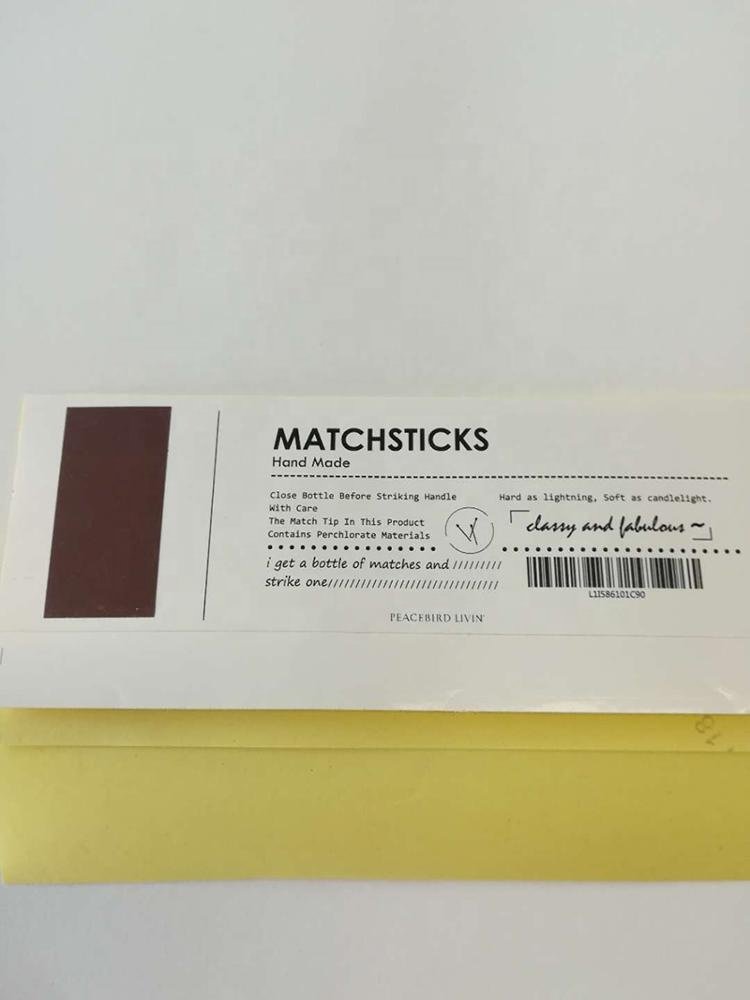 MATCHSTICKS
Hand Made
Close Bottle Before Striking Handle
With Care
The Match Tip In This Product
Contains Perchlorate Materials
Hard as lightning, Soft as candlelight.
classy and fabulous ~
i get a bottle of matches and /////////
strike one////////////////////////////////
L1I586101C90
PEACEBIRD LIVIN'